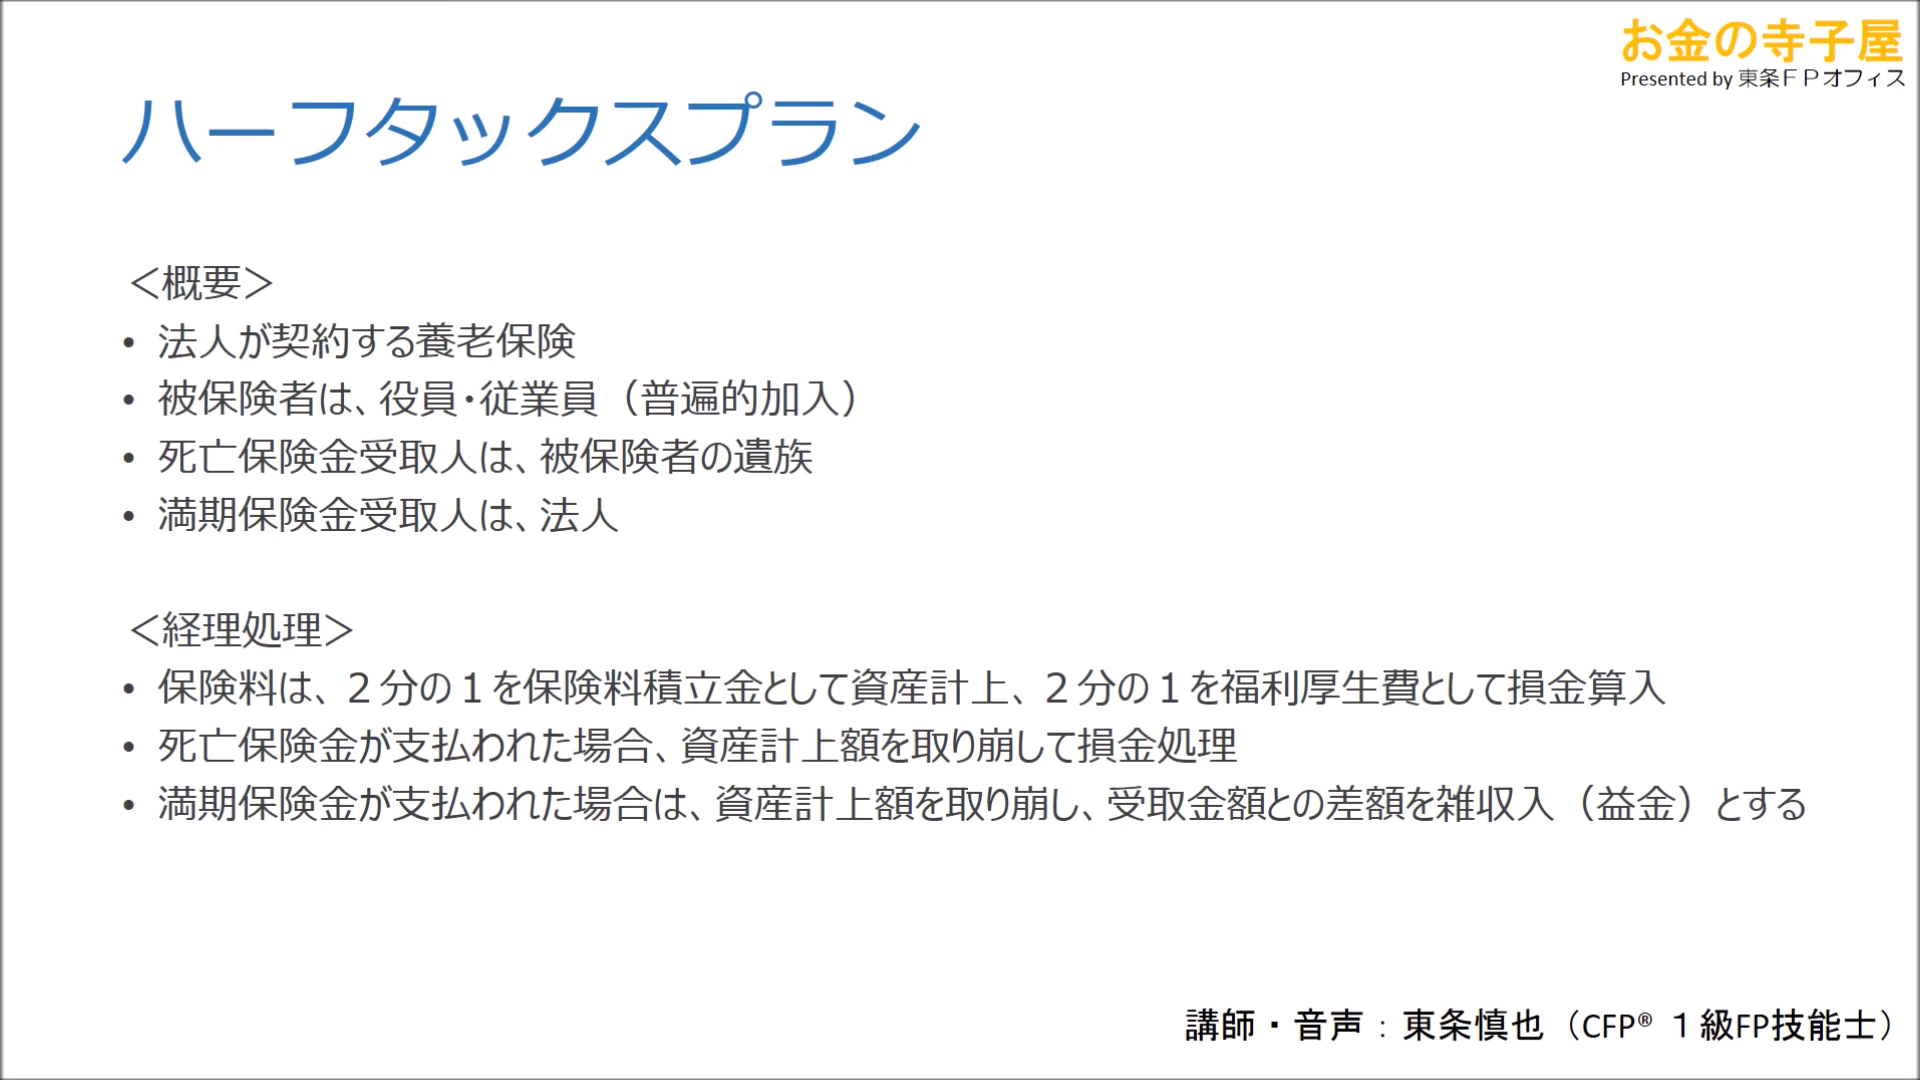 お金の寺子屋
Presented by 東条ＦＰオフィス
ハーフタックスプラン
＜概要＞
• 法人が契約する養老保険
• 被保険者は、役員・従業員（普遍的加入）
• 死亡保険金受取人は、被保険者の遺族
• 満期保険金受取人は、法人
＜経理処理＞
• 保険料は、２分の１を保険料積立金として資産計上、２分の１を福利厚生費として損金算入
• 死亡保険金が支払われた場合、資産計上額を取り崩して損金処理
• 満期保険金が支払われた場合は、資産計上額を取り崩し、受取金額との差額を雑収入（益金）とする
講師・音声：東条慎也（CFP® １級FP技能士）